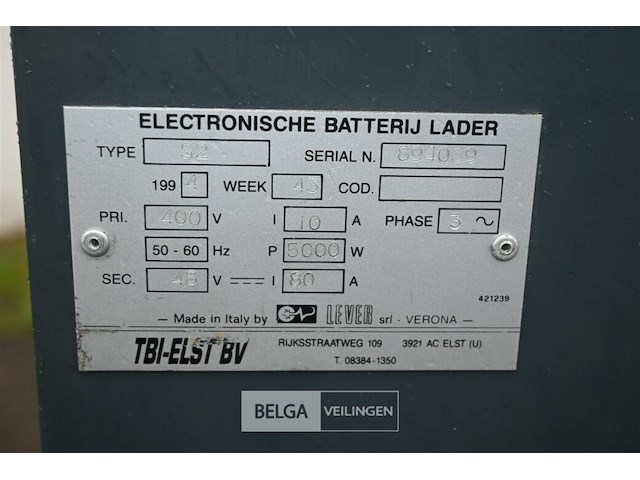 ELECTRONISCHE BATTERIJ LADER
TYPE S2 SERIAL N. 894059
199 4 WEEK 43 COD.
PRI. 400 V I 10 A PHASE 3 ~
50 - 60 Hz P 5000 W
SEC. 48 V I 80 A
421239
— Made in Italy by LEVER srl - VERONA —
TBI-ELST BV RIJKSSTRAATWEG 109 3921 AC ELST (U)
T. 08384-1350
BELGA VEILINGEN